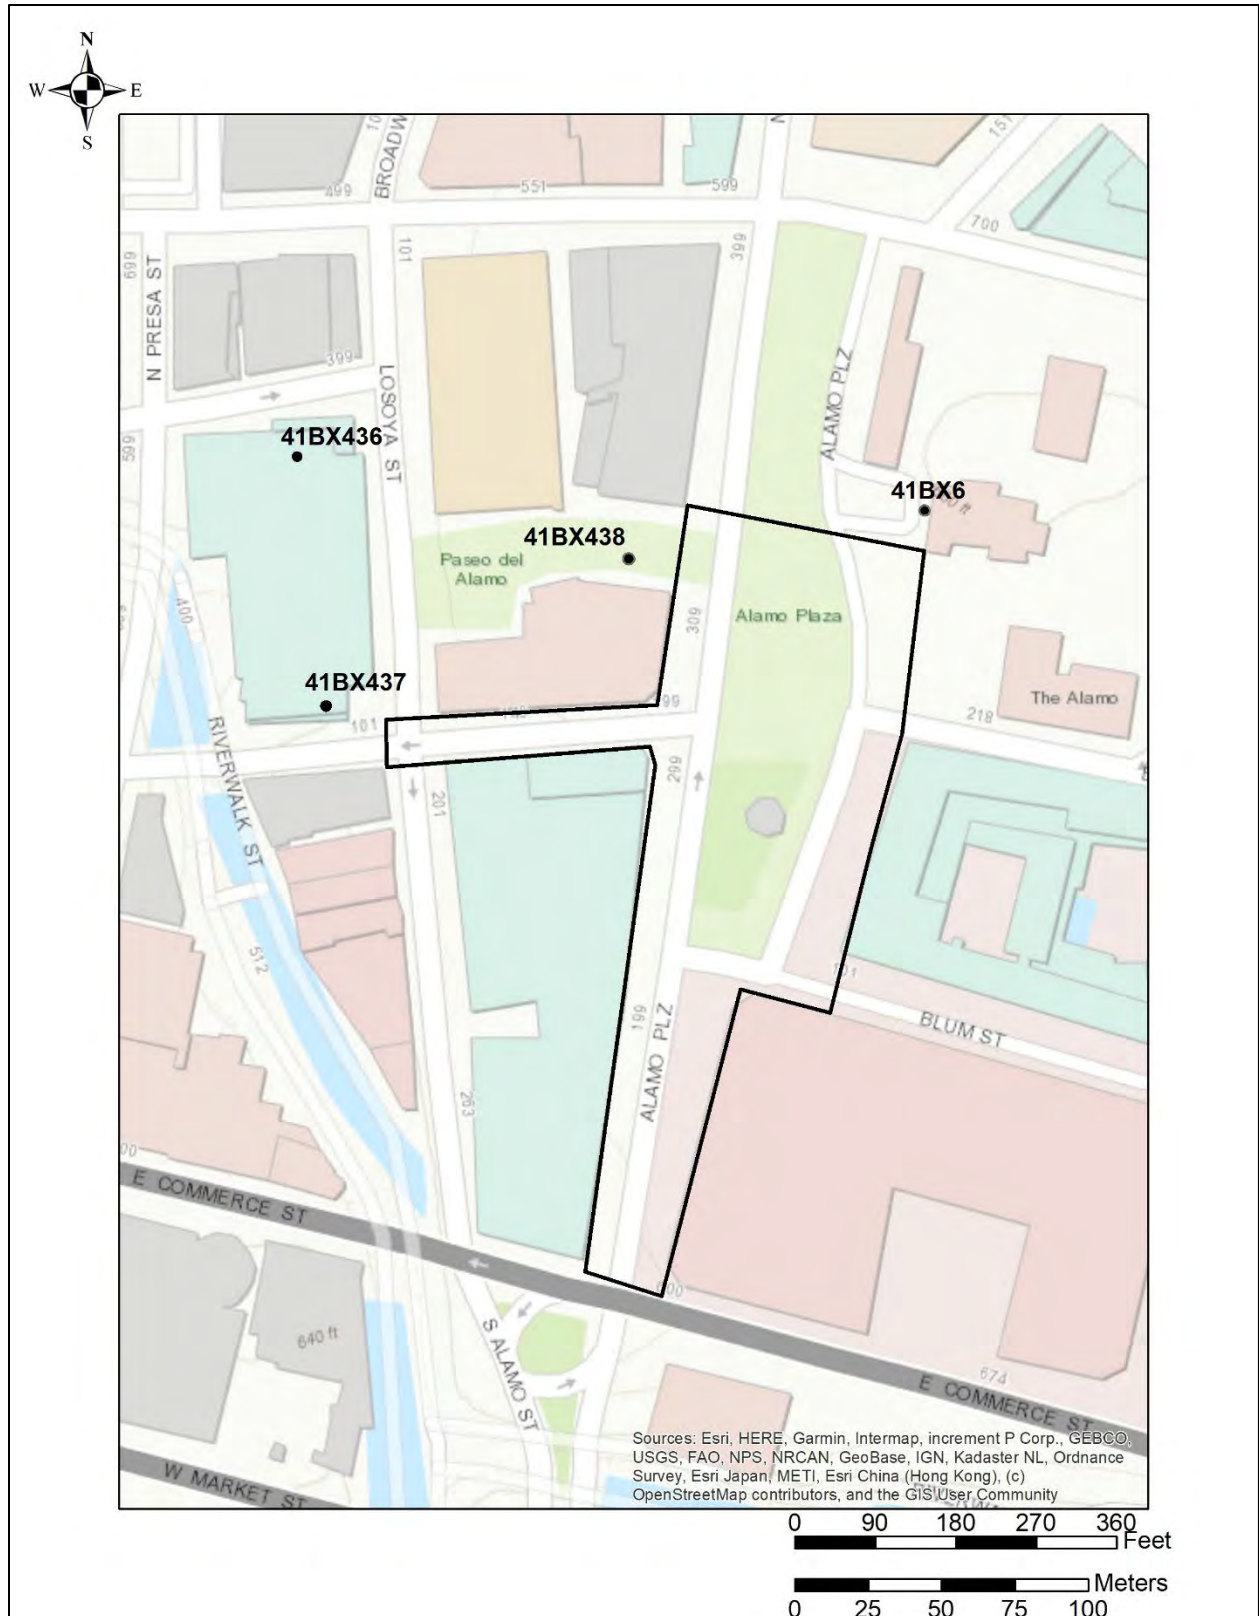 N
W E
S
499
BROADW
551
599
N
151
700
101
399
699
N PRESA ST
399
LOSOYA ST
ALAMO PLZ
599
41BX436
41BX6
41BX438
Paseo del
Alamo
400
309
Alamo Plaza
41BX437
101
218
The Alamo
RIVERWALK ST
299
201
512
101
199
ALAMO PLZ
BLUM ST
263
00
E COMMERCE ST
640 ft
S ALAMO ST
674
E COMMERCE ST
W MARKET ST
Sources: Esri, HERE, Garmin, Intermap, increment P Corp., GEBCO,
USGS, FAO, NPS, NRCAN, GeoBase, IGN, Kadaster NL, Ordnance
Survey, Esri Japan, METI, Esri China (Hong Kong), (c)
OpenStreetMap contributors, and the GIS User Community
0 90 180 270 360
Feet
Meters
0 25 50 75 100